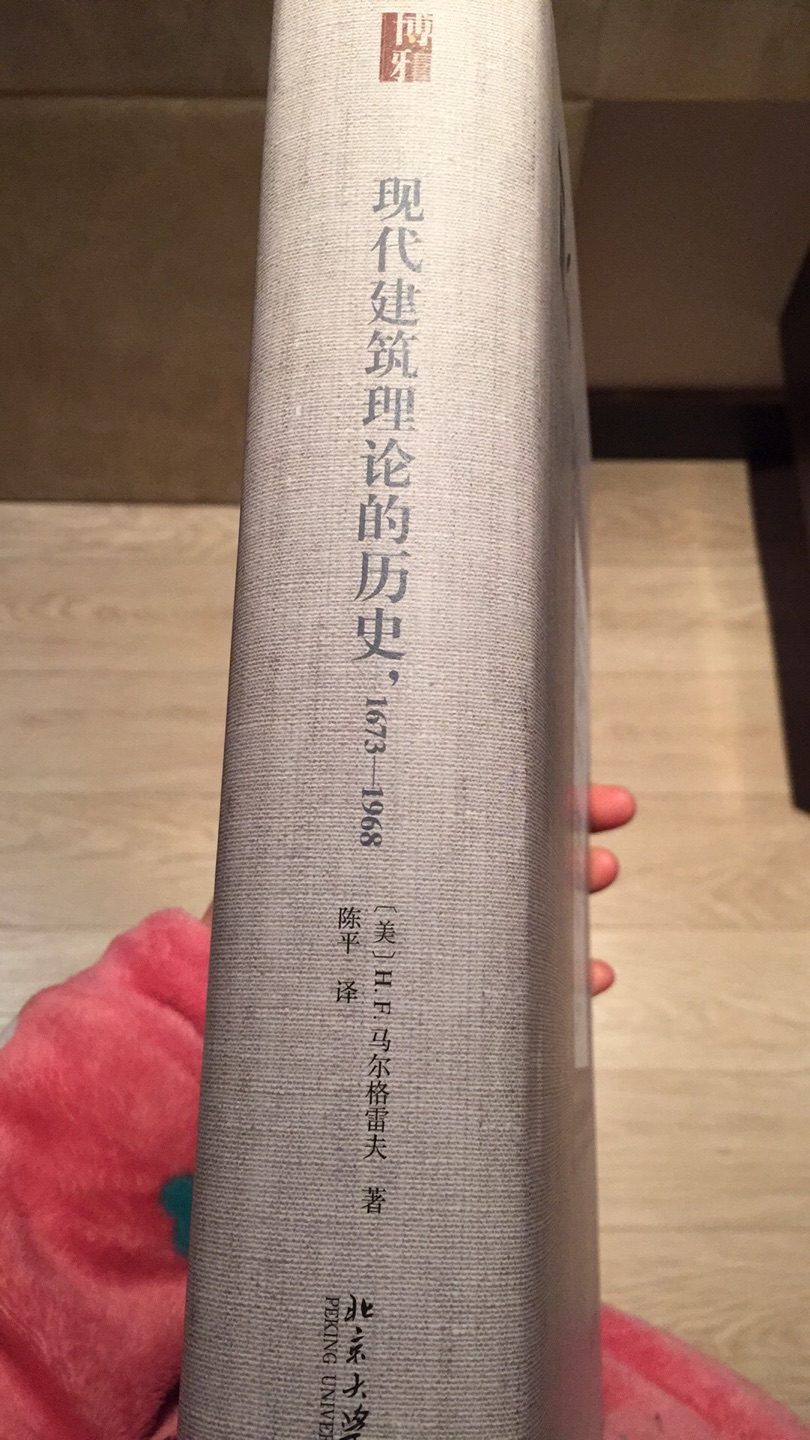 博雅
现代建筑理论的历史，1673—1968
〔美〕H. F. 马尔格雷夫 著
陈平 译
北京大学
PEKING UNIVER